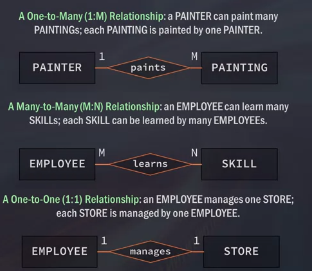 A One-to-Many (1:M) Relationship: a PAINTER can paint many
PAINTINGs; each PAINTING is painted by one PAINTER.
1 M
PAINTER paints PAINTING
A Many-to-Many (M:N) Relationship: an EMPLOYEE can learn many
SKILLs; each SKILL can be learned by many EMPLOYEEs.
M N
EMPLOYEE learns SKILL
A One-to-One (1:1) Relationship: an EMPLOYEE manages one STORE;
each STORE is managed by one EMPLOYEE.
1 1
EMPLOYEE manages STORE